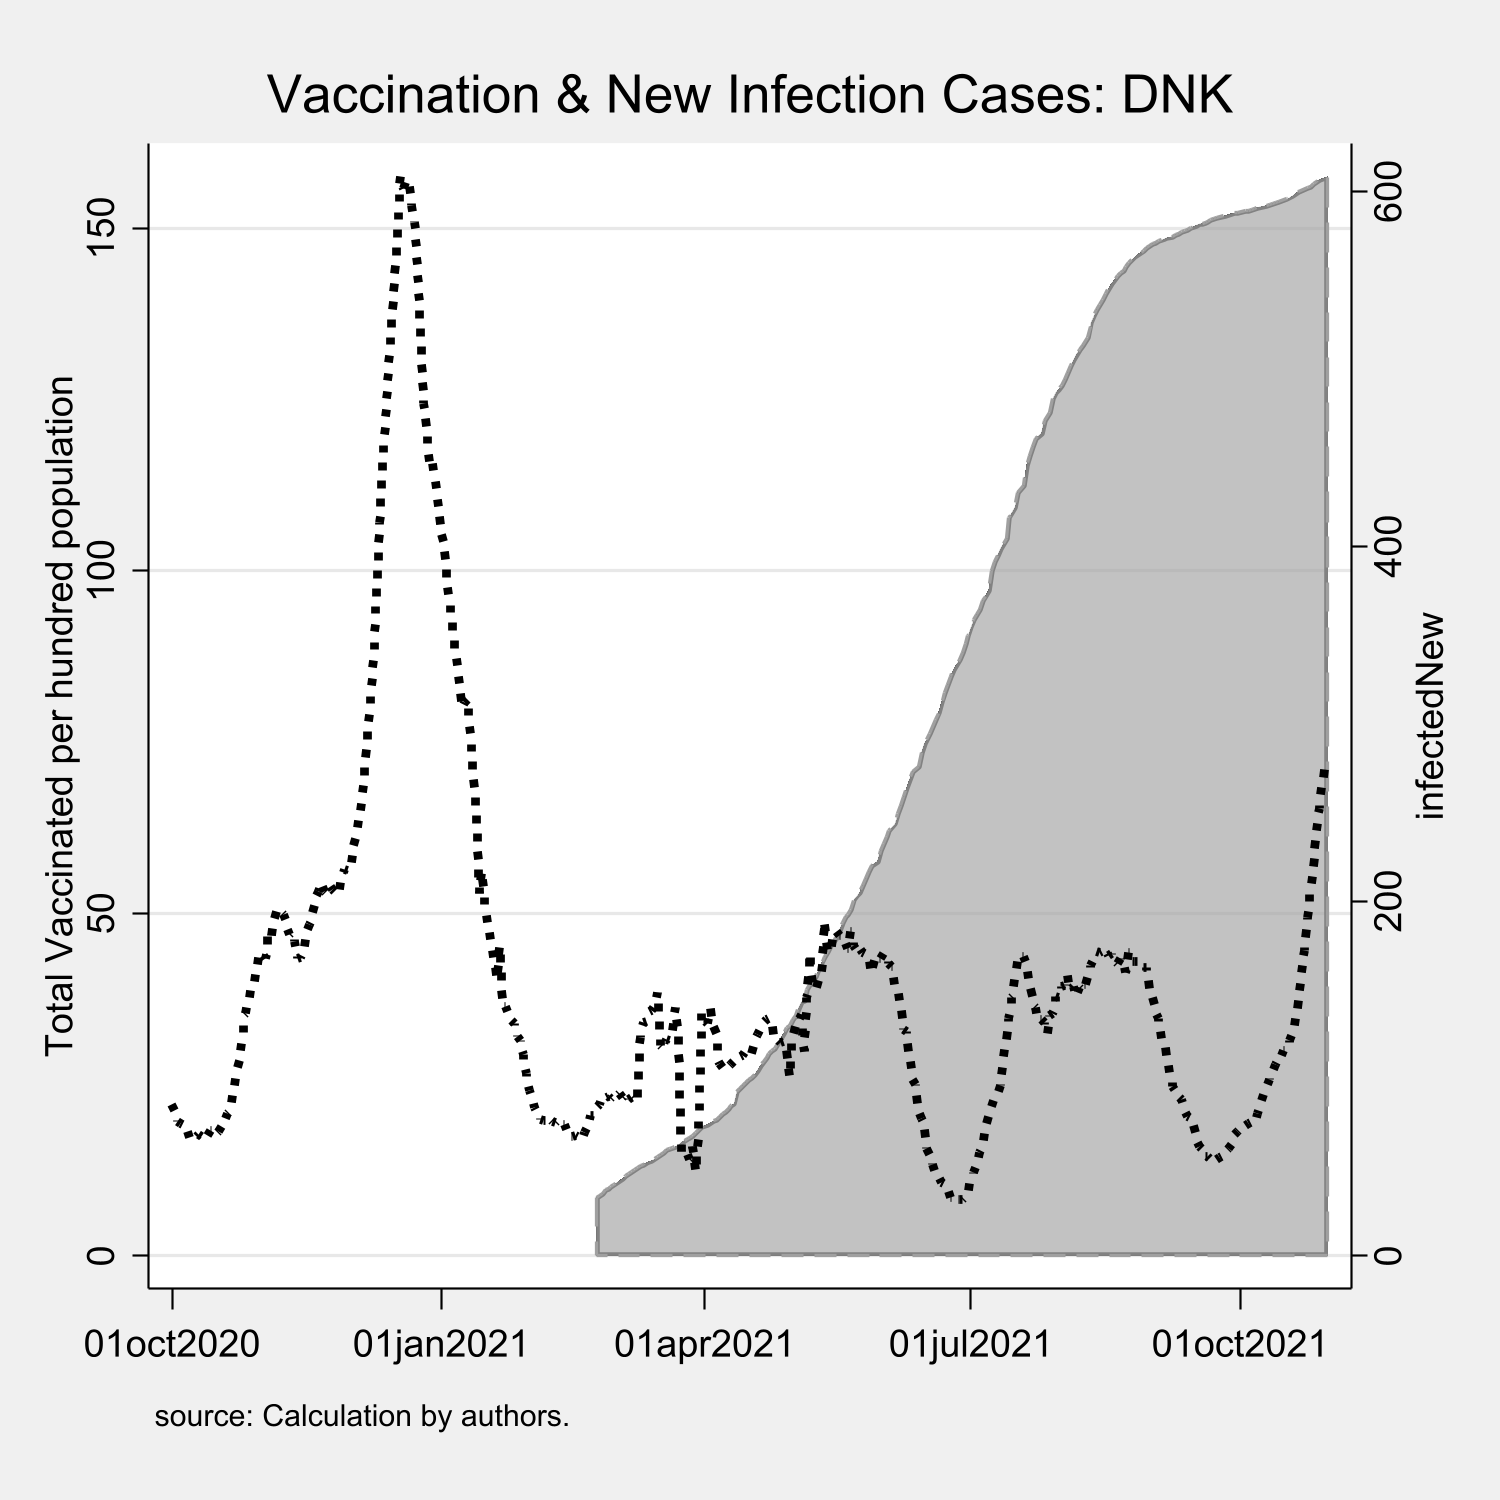 Vaccination & New Infection Cases: DNK
Total Vaccinated per hundred population
150
100
50
0
600
400
200
0
infectedNew
01oct2020
01jan2021
01apr2021
01jul2021
01oct2021
source: Calculation by authors.